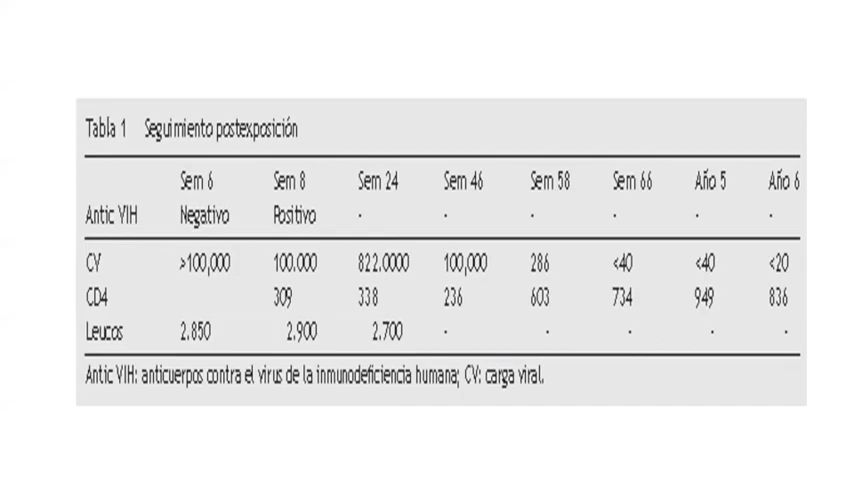 Tabla 1 Seguimiento postexposición
Sem 6 Sem 8 Sem 24 Sem 46 Sem 58 Sem 66 Año 5 Año 6
Antic VIH Negativo Positivo · · · · · ·
CV >100,000 100.000 822.0000 100,000 286 <40 <40 <20
CD4 309 338 236 603 734 949 836
Leucos 2.850 2,900 2.700 · · · · ·
Antic VIH: anticuerpos contra el virus de la inmunodeficiencia humana; CV: carga viral.